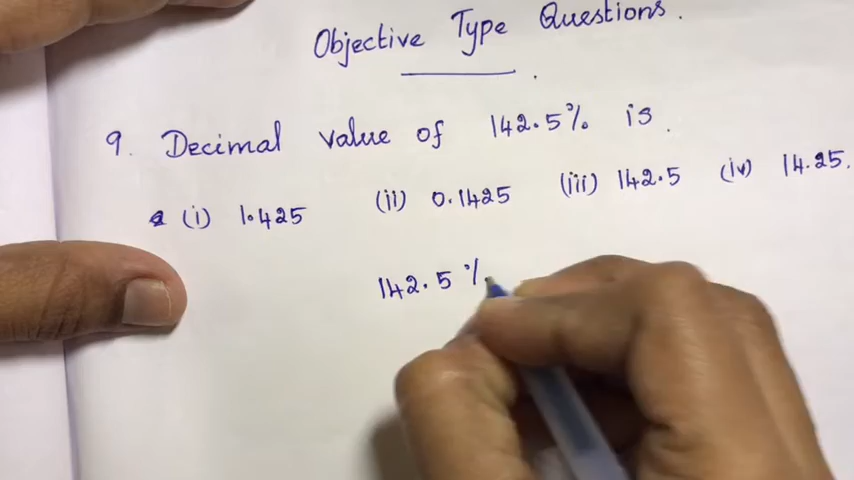 Objective Type Questions.
9. Decimal value of 142.5% is.
(i) 1.425 (ii) 0.1425 (iii) 142.5 (iv) 14.25.
142.5 %